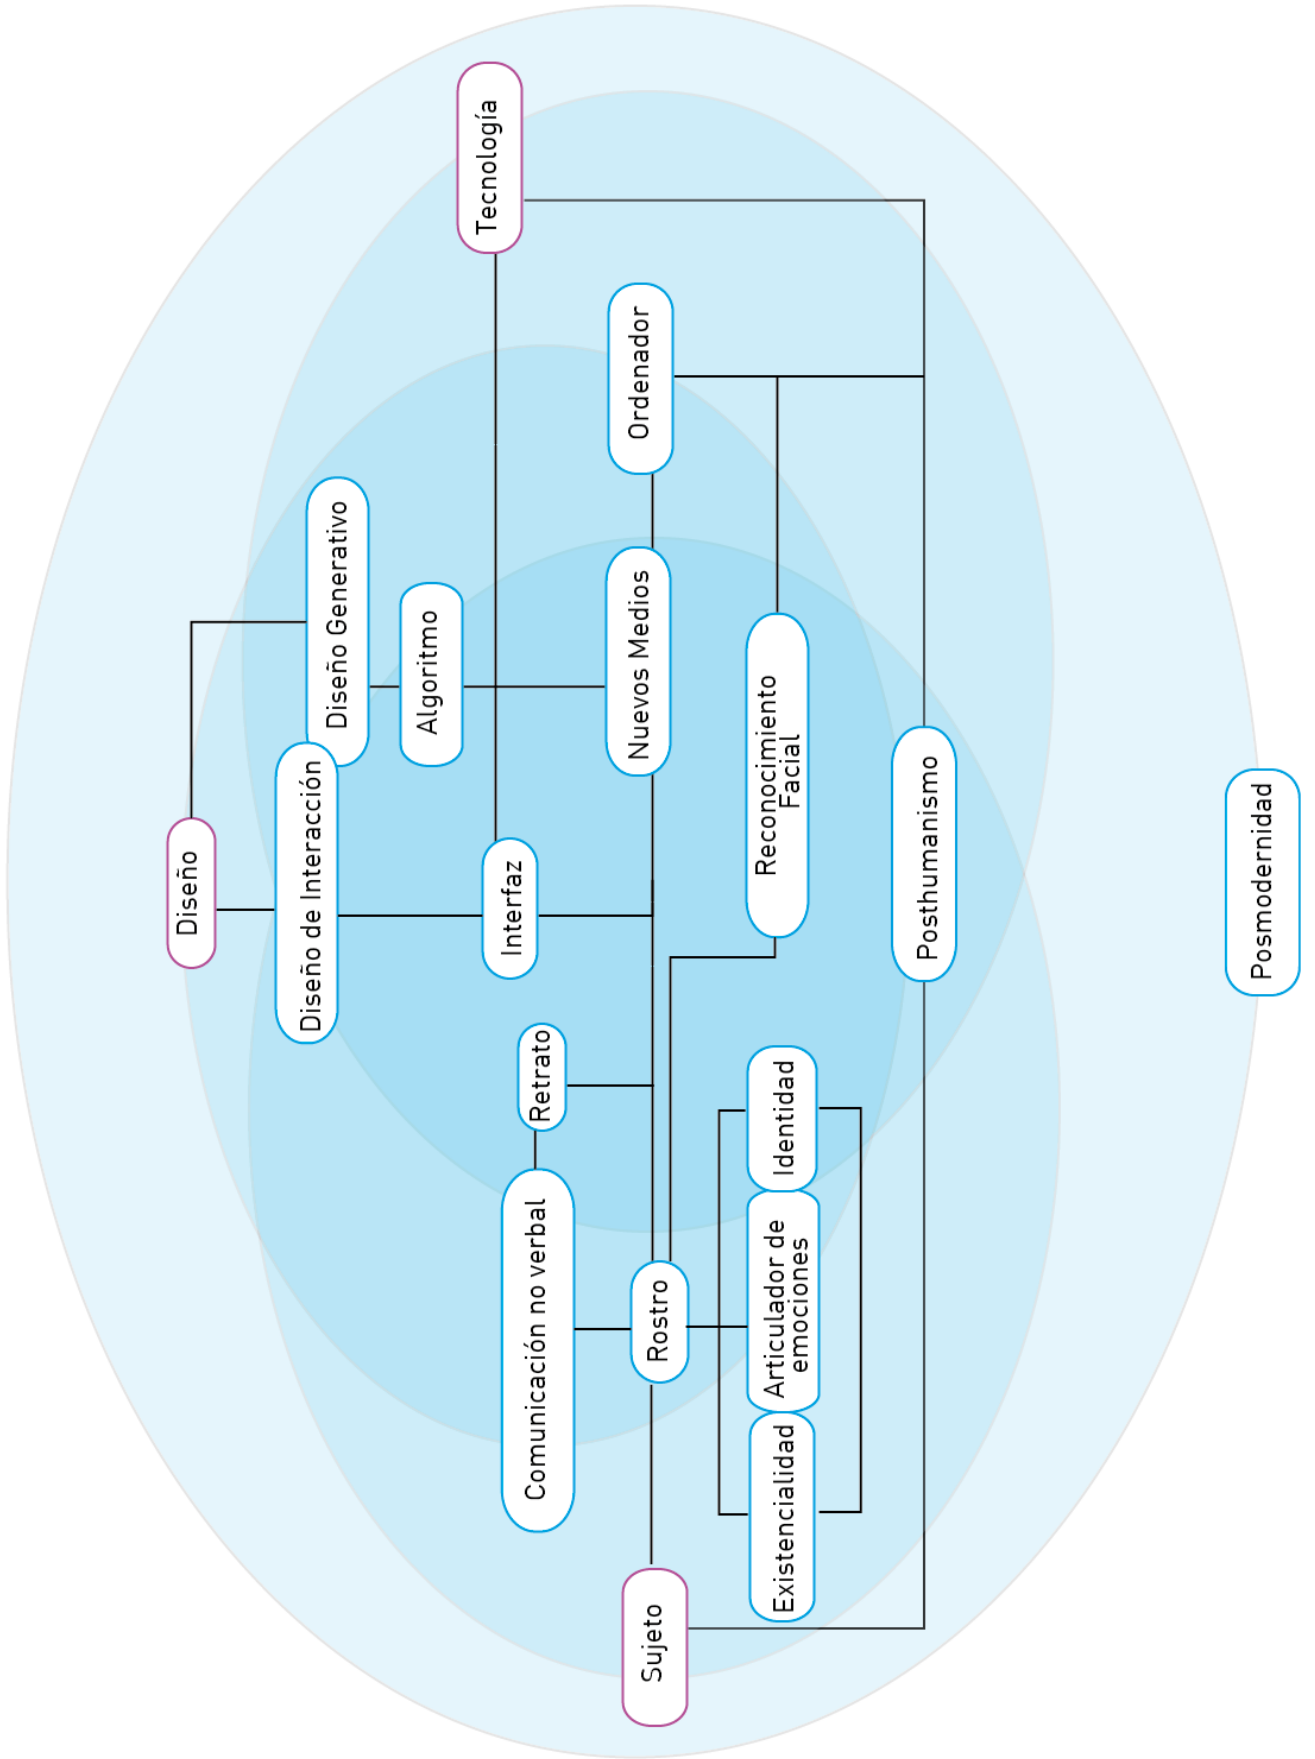 Diseño
Diseño de Interacción
Diseño Generativo
Algoritmo
Tecnología
Interfaz
Retrato
Comunicación no verbal
Sujeto
Rostro
Nuevos Medios
Ordenador
Existencialidad
Articulador de
emociones
Identidad
Reconocimiento
Facial
Posthumanismo
Posmodernidad